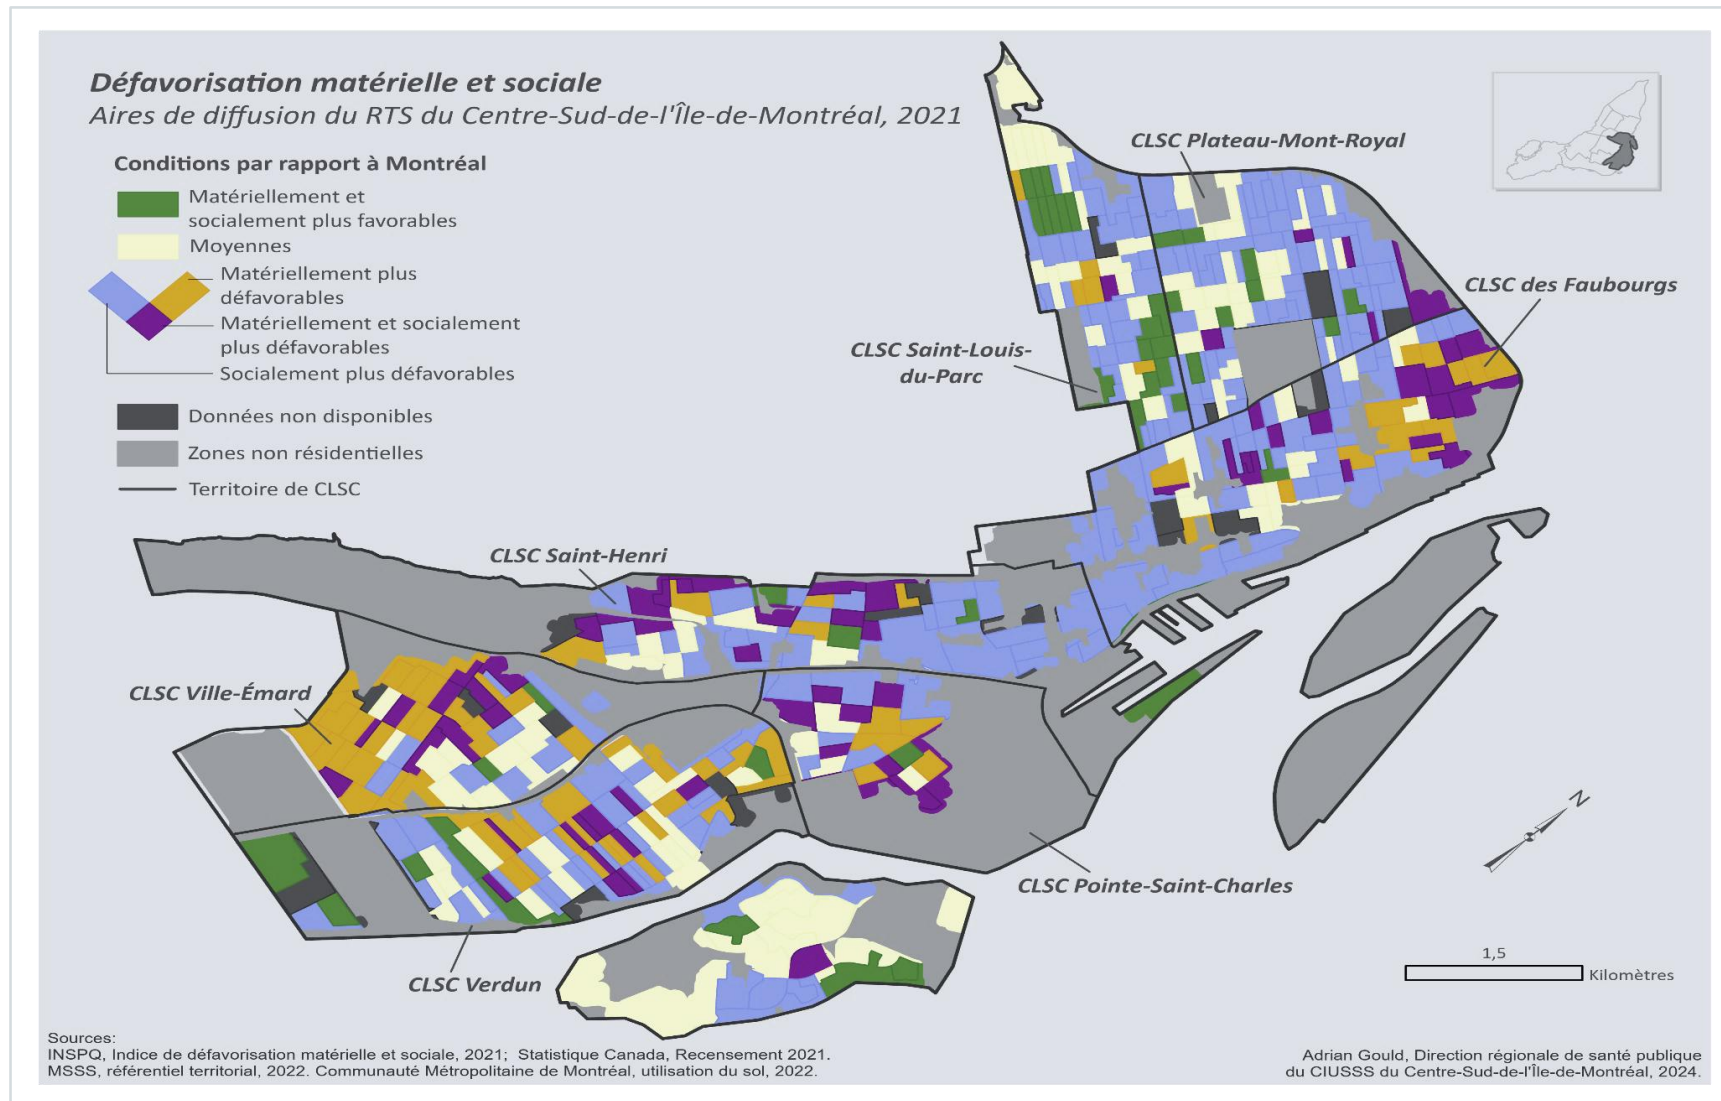 Défavorisation matérielle et sociale
Aires de diffusion du RTS du Centre-Sud-de-l'Île-de-Montréal, 2021
Conditions par rapport à Montréal
Matériellement et
socialement plus favorables
Moyennes
Matériellement plus
défavorables
Matériellement et socialement
plus défavorables
Socialement plus défavorables
Données non disponibles
Zones non résidentielles
Territoire de CLSC
CLSC Plateau-Mont-Royal
CLSC des Faubourgs
CLSC Saint-Louis-
du-Parc
CLSC Saint-Henri
CLSC Ville-Émard
CLSC Pointe-Saint-Charles
CLSC Verdun
N
1,5
Kilomètres
Sources:
INSPQ, Indice de défavorisation matérielle et sociale, 2021; Statistique Canada, Recensement 2021.
MSSS, référentiel territorial, 2022. Communauté Métropolitaine de Montréal, utilisation du sol, 2022.
Adrian Gould, Direction régionale de santé publique
du CIUSSS du Centre-Sud-de-l'Île-de-Montréal, 2024.